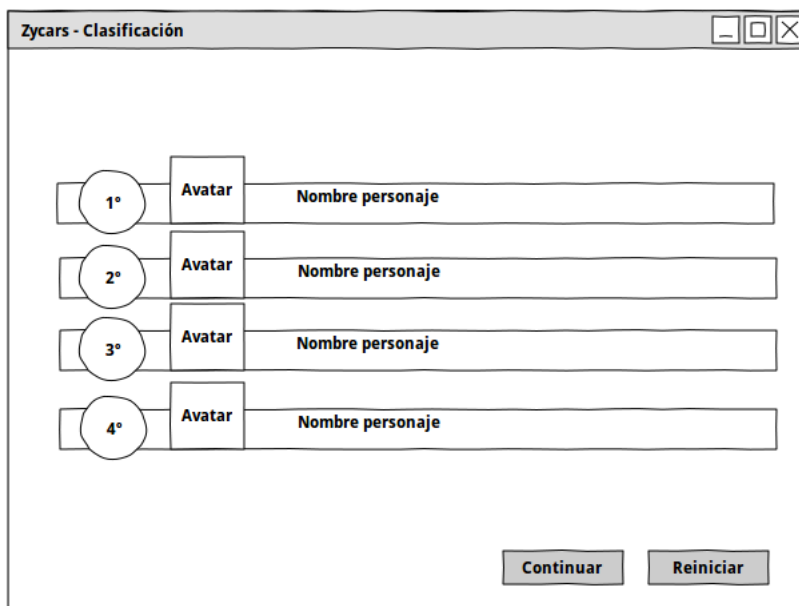 Zycars - Clasificación
1º Avatar Nombre personaje
2º Avatar Nombre personaje
3º Avatar Nombre personaje
4º Avatar Nombre personaje
Continuar Reiniciar